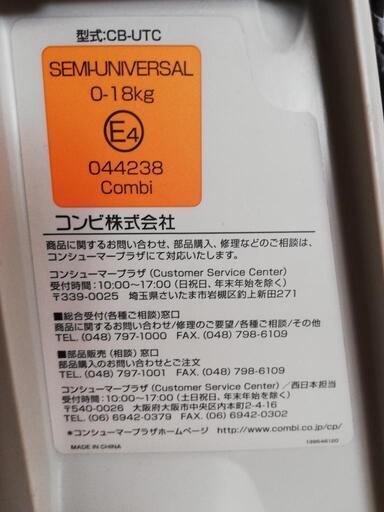 型式:CB-UTC
SEMI-UNIVERSAL
0-18kg
E4
044238
Combi
コンビ株式会社
商品に関するお問い合わせ、部品購入、修理などのご相談は、
コンシューマープラザにて対応いたします。
コンシューマープラザ (Customer Service Center)
受付時間:10:00~17:00 (日祝日、年末年始を除く)
〒339-0025 埼玉県さいたま市岩槻区釣上新田271
■総合受付(各種ご相談)窓口
商品に関するお問い合わせ/修理のご要望/各種ご相談/その他
TEL. (048) 797-1000 FAX. (048) 798-6109
■部品販売 (相談) 窓口
部品購入のお問い合わせとご注文
TEL. (048) 797-1001 FAX. (048) 798-6109
コンシューマープラザ (Customer Service Center) /西日本担当
受付時間:10:00~17:00 (土日祝日、年末年始を除く)
〒540-0026 大阪府大阪市中央区内本町2-4-16
TEL. (06) 6942-0379 FAX. (06) 6942-0302
*コンシューマープラザホームページ http://www.combi.co.jp/cp/
MADE IN CHINA